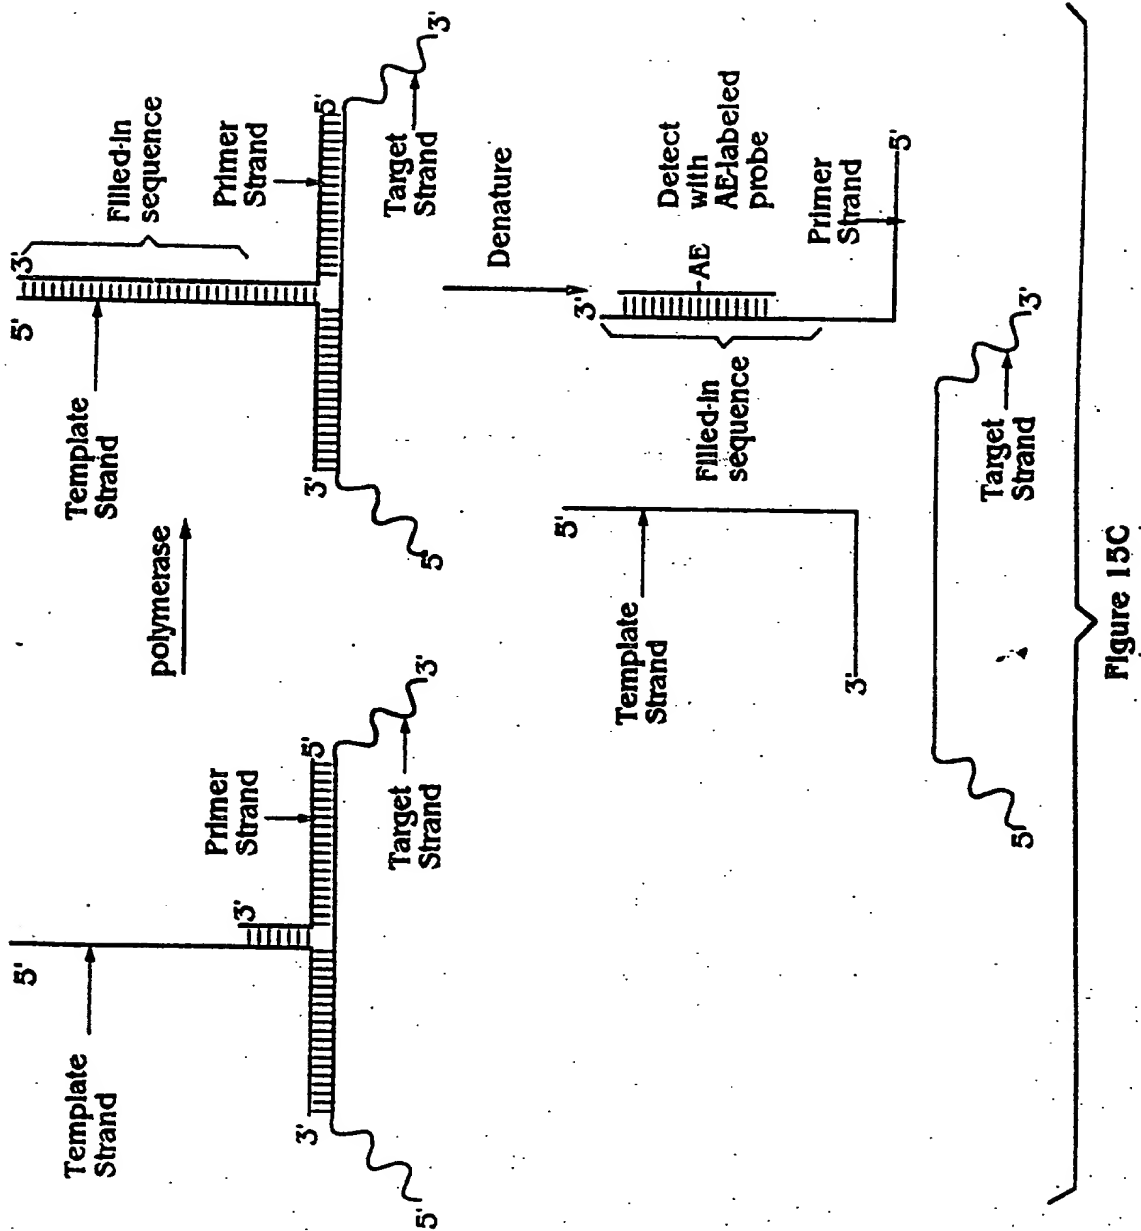 5'
Template
Strand
3'
Primer
Strand
5'
3'
Target
Strand
3'
5'
polymerase
5'
3'
Filled-In
sequence
Template
Strand
Primer
Strand
3'
5'
Target
Strand
3'
5
Denature
5'
Template
Strand
3'
3'
AE
Detect
with
AE-labeled
probe
Filled-In
sequence
Primer
Strand
5'
5'
Target
Strand
3'
Figure 15C